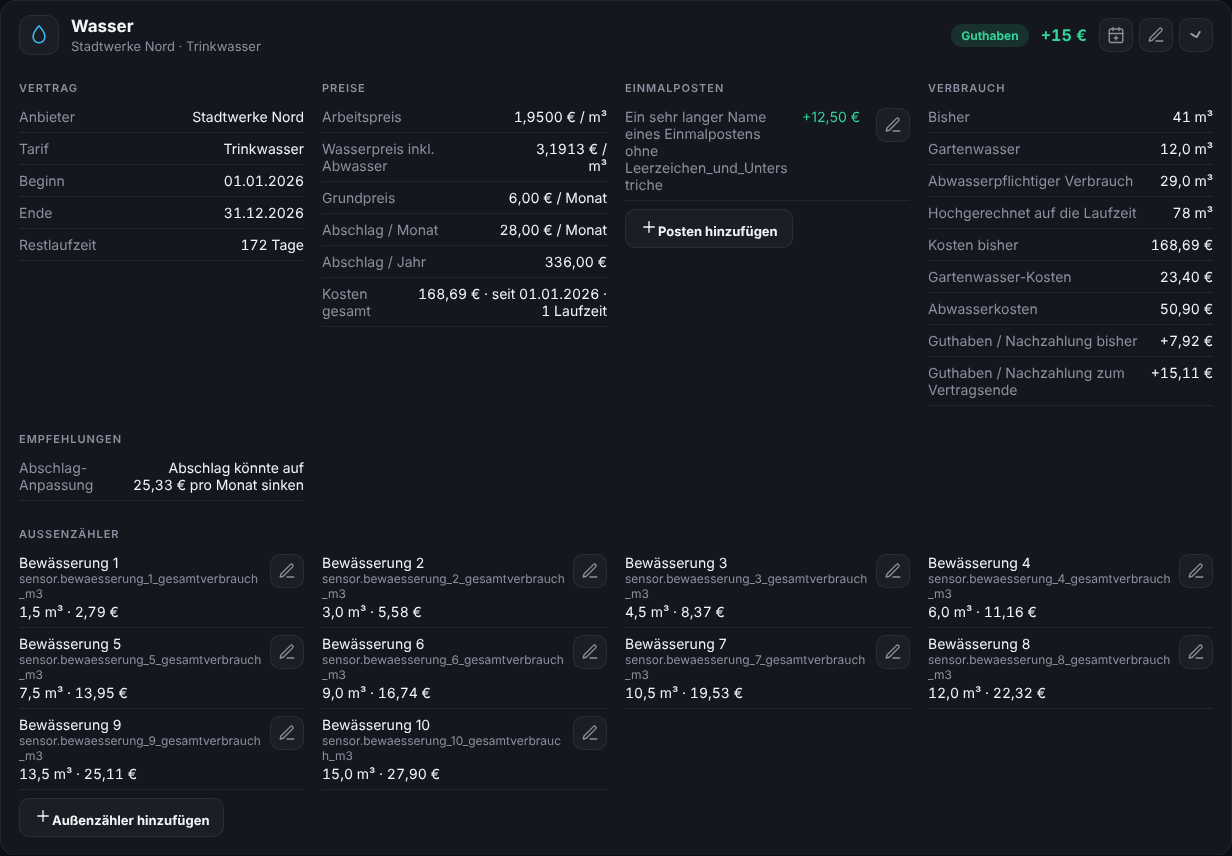 Wasser
Stadtwerke Nord · Trinkwasser
Guthaben
+15 €
VERTRAG
Anbieter Stadtwerke Nord
Tarif Trinkwasser
Beginn 01.01.2026
Ende 31.12.2026
Restlaufzeit 172 Tage
PREISE
Arbeitspreis 1,9500 € / m³
Wasserpreis inkl. 3,1913 € /
Abwasser m³
Grundpreis 6,00 € / Monat
Abschlag / Monat 28,00 € / Monat
Abschlag / Jahr 336,00 €
Kosten 168,69 € · seit 01.01.2026 ·
gesamt 1 Laufzeit
EINMALPOSTEN
Ein sehr langer Name +12,50 €
eines Einmalpostens
ohne
Leerzeichen_und_Unters
triche
Posten hinzufügen
VERBRAUCH
Bisher 41 m³
Gartenwasser 12,0 m³
Abwasserpflichtiger Verbrauch 29,0 m³
Hochgerechnet auf die Laufzeit 78 m³
Kosten bisher 168,69 €
Gartenwasser-Kosten 23,40 €
Abwasserkosten 50,90 €
Guthaben / Nachzahlung bisher +7,92 €
Guthaben / Nachzahlung zum +15,11 €
Vertragsende
EMPFEHLUNGEN
Abschlag- Abschlag könnte auf
Anpassung 25,33 € pro Monat sinken
AUSSENZÄHLER
Bewässerung 1
sensor.bewaesserung_1_gesamtverbrauch
_m3
1,5 m³ · 2,79 €
Bewässerung 2
sensor.bewaesserung_2_gesamtverbrauch
_m3
3,0 m³ · 5,58 €
Bewässerung 3
sensor.bewaesserung_3_gesamtverbrauch
_m3
4,5 m³ · 8,37 €
Bewässerung 4
sensor.bewaesserung_4_gesamtverbrauch
_m3
6,0 m³ · 11,16 €
Bewässerung 5
sensor.bewaesserung_5_gesamtverbrauch
_m3
7,5 m³ · 13,95 €
Bewässerung 6
sensor.bewaesserung_6_gesamtverbrauch
_m3
9,0 m³ · 16,74 €
Bewässerung 7
sensor.bewaesserung_7_gesamtverbrauch
_m3
10,5 m³ · 19,53 €
Bewässerung 8
sensor.bewaesserung_8_gesamtverbrauch
_m3
12,0 m³ · 22,32 €
Bewässerung 9
sensor.bewaesserung_9_gesamtverbrauch
_m3
13,5 m³ · 25,11 €
Bewässerung 10
sensor.bewaesserung_10_gesamtverbrauc
h_m3
15,0 m³ · 27,90 €
Außenzähler hinzufügen